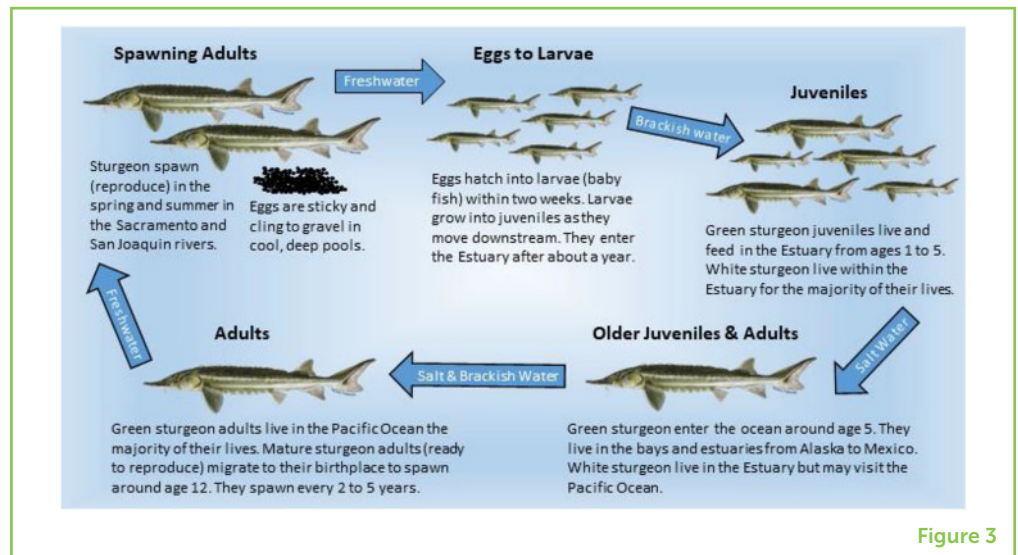 Spawning Adults
Freshwater
Eggs to Larvae
Brackish water
Juveniles
Sturgeon spawn
(reproduce) in the
spring and summer in
the Sacramento and
San Joaquin rivers.
Eggs are sticky and
cling to gravel in
cool, deep pools.
Eggs hatch into larvae (baby
fish) within two weeks. Larvae
grow into juveniles as they
move downstream. They enter
the Estuary after about a year.
Green sturgeon juveniles live and
feed in the Estuary from ages 1 to 5.
White sturgeon live within the
Estuary for the majority of their lives.
Salt Water
Older Juveniles & Adults
Green sturgeon enter the ocean around age 5. They
live in the bays and estuaries from Alaska to Mexico.
White sturgeon live in the Estuary but may visit the
Pacific Ocean.
Salt & Brackish Water
Adults
Green sturgeon adults live in the Pacific Ocean the
majority of their lives. Mature sturgeon adults (ready
to reproduce) migrate to their birthplace to spawn
around age 12. They spawn every 2 to 5 years.
Freshwater
Figure 3